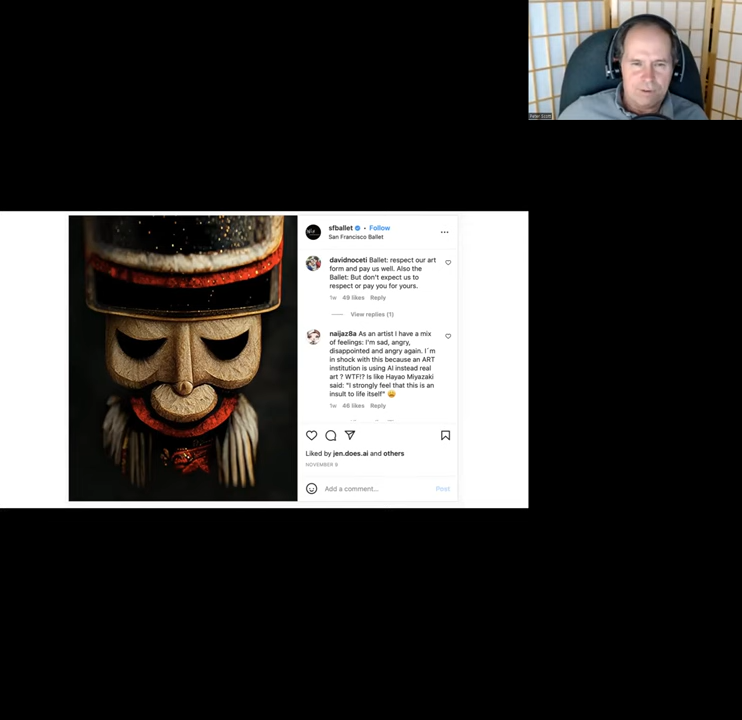 Peter Scott
sfballet • Follow
San Francisco Ballet
davidnoceti Ballet: respect our art
form and pay us well. Also the
Ballet: But don't expect us to
respect or pay you for yours.
1w 49 likes Reply
View replies (1)
naijaz8a As an artist I have a mix
of feelings: I'm sad, angry,
disappointed and angry again. I´m
in shock with this because an ART
institution is using AI instead real
art ? WTF!? Is like Hayao Miyazaki
said: "I strongly feel that this is an
insult to life itself" 😩
1w 46 likes Reply
Liked by jen.does.ai and others
NOVEMBER 9
Add a comment... Post